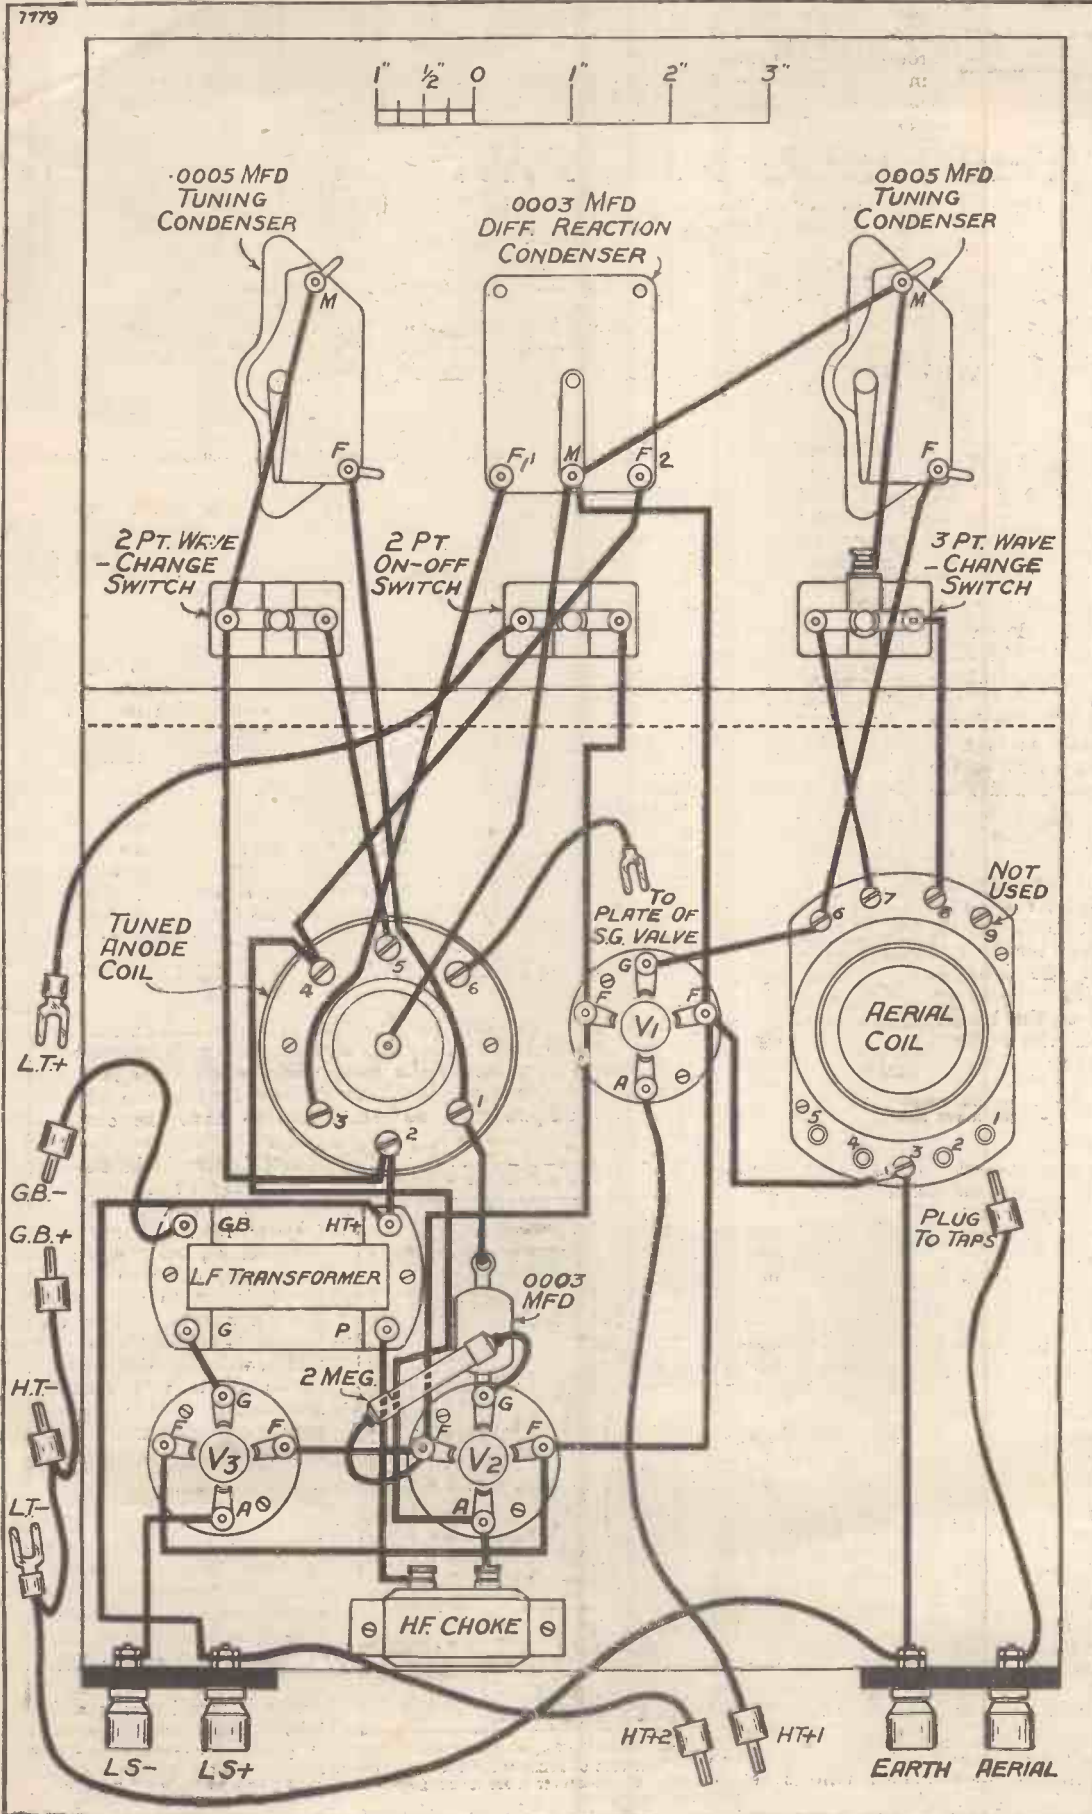 7779
1" ½" 0 1" 2" 3"
.0005 MFD
TUNING
CONDENSER
.0003 MFD
DIFF. REACTION
CONDENSER
.0005 MFD.
TUNING
CONDENSER
M
F
F1
M
F2
M
F
2 PT. WAVE
-CHANGE
SWITCH
2 PT.
ON-OFF
SWITCH
3 PT. WAVE
-CHANGE
SWITCH
TUNED
ANODE
COIL
4
5
6
3
2
1
TO
PLATE OF
S.G. VALVE
G
F
V1
F
A
NOT
USED
6
7
8
9
AERIAL
COIL
5
4
3
2
1
PLUG
TO TAPS
L.T.+
G.B.-
G.B.+
H.T.-
L.T.-
G.B.
HT+
LF TRANSFORMER
G
P
.0003
MFD
2 MEG.
G
F
V3
F
A
G
F
V2
F
A
H.F. CHOKE
LS-
LS+
HT+2
HT+1
EARTH
AERIAL